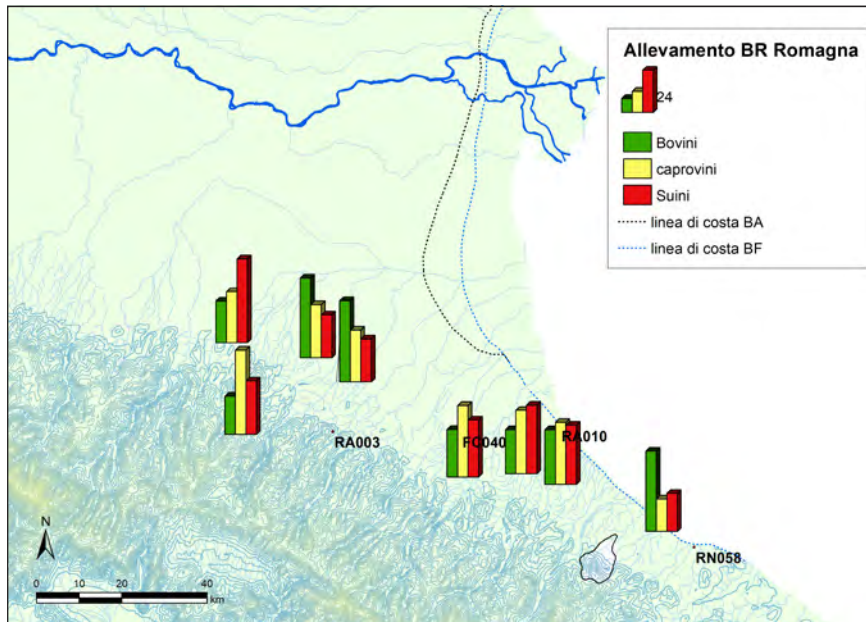 Allevamento BR Romagna
24
Bovini
caprovini
Suini
linea di costa BA
linea di costa BF
RA003
FC040
RA010
RN058
N
0 10 20 40
km